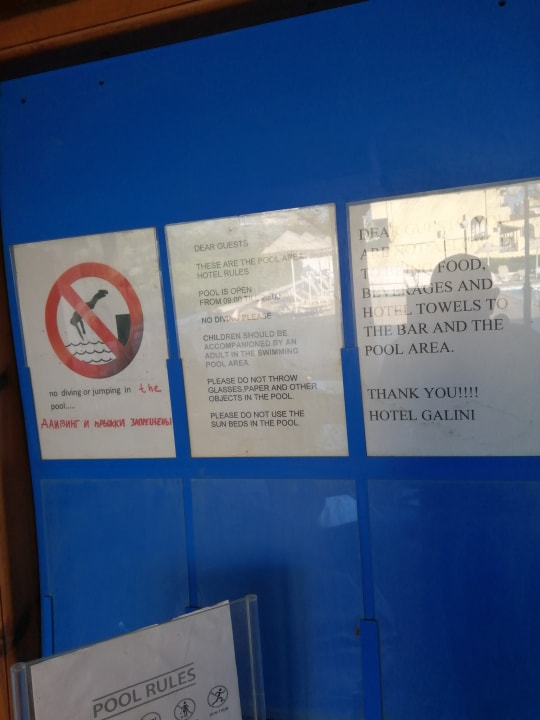 no diving or jumping in the
pool....
ДАЙВИНГ И ПРЫЖКИ ЗАПРЕЩЕНЫ
DEAR GUESTS
THESE ARE THE POOL AREA
HOTEL RULES
POOL IS OPEN
FROM 09:00 TILL
NO DIVING PLEASE
CHILDREN SHOULD BE
ACCOMPANIED BY AN
ADULT IN THE SWIMMING
POOL AREA
PLEASE DO NOT THROW
GLASSES,PAPER AND OTHER
OBJECTS IN THE POOL
PLEASE DO NOT USE THE
SUN BEDS IN THE POOL
DEAR
ARE
FOOD,
BEVERAGES AND
HOTEL TOWELS TO
THE BAR AND THE
POOL AREA.
THANK YOU!!!!
HOTEL GALINI
POOL RULES